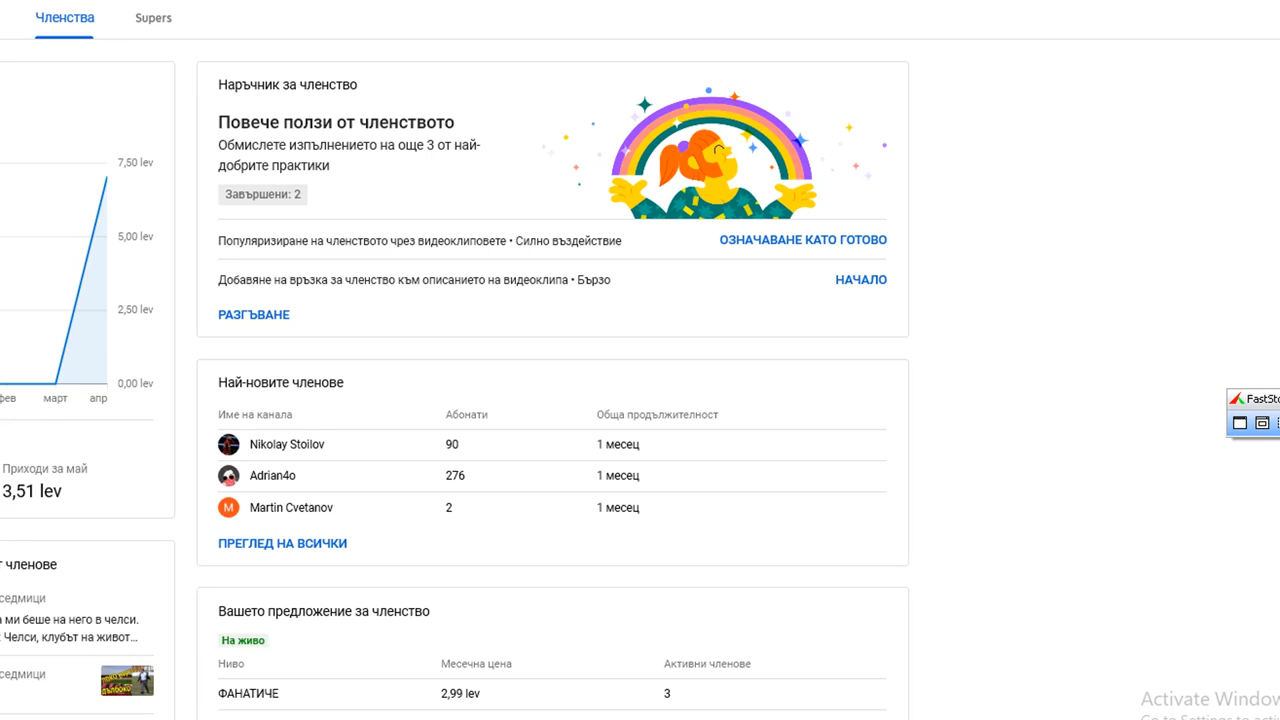 Членства
Supers
7,50 lev
5,00 lev
2,50 lev
0,00 lev
фев март апр
Приходи за май
3,51 lev
членове
седмици
ми беше на него в челси.
Челси, клубът на живот...
седмици
Наръчник за членство
Повече ползи от членството
Обмислете изпълнението на още 3 от най-
добрите практики
Завършени: 2
Популяризиране на членството чрез видеоклиповете • Силно въздействие
ОЗНАЧАВАНЕ КАТО ГОТОВО
Добавяне на връзка за членство към описанието на видеоклипа • Бързо
НАЧАЛО
РАЗГЪВАНЕ
Най-новите членове
Име на канала Абонати Обща продължителност
Nikolay Stoilov 90 1 месец
Adrian4o 276 1 месец
M Martin Cvetanov 2 1 месец
ПРЕГЛЕД НА ВСИЧКИ
Вашето предложение за членство
На живо
Ниво Месечна цена Активни членове
ФАНАТИЧЕ 2,99 lev 3
FastSto
Activate Window